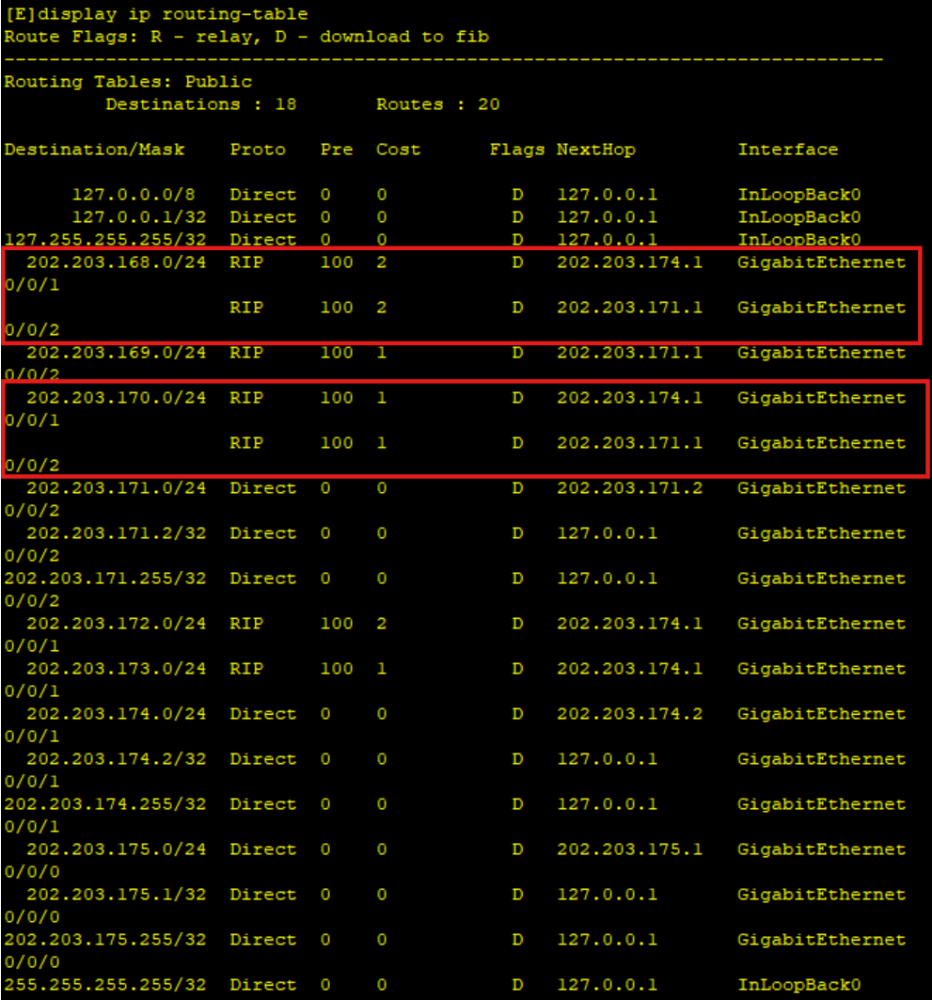 [E]display ip routing-table
Route Flags: R - relay, D - download to fib
------------------------------------------------------------------------------
Routing Tables: Public
         Destinations : 18       Routes : 20

Destination/Mask    Proto   Pre  Cost      Flags NextHop         Interface

      127.0.0.0/8   Direct  0    0           D   127.0.0.1       InLoopBack0
      127.0.0.1/32  Direct  0    0           D   127.0.0.1       InLoopBack0
127.255.255.255/32  Direct  0    0           D   127.0.0.1       InLoopBack0
  202.203.168.0/24  RIP     100  2           D   202.203.174.1   GigabitEthernet
0/0/1
                    RIP     100  2           D   202.203.171.1   GigabitEthernet
0/0/2
  202.203.169.0/24  RIP     100  1           D   202.203.171.1   GigabitEthernet
0/0/2
  202.203.170.0/24  RIP     100  1           D   202.203.174.1   GigabitEthernet
0/0/1
                    RIP     100  1           D   202.203.171.1   GigabitEthernet
0/0/2
  202.203.171.0/24  Direct  0    0           D   202.203.171.2   GigabitEthernet
0/0/2
  202.203.171.2/32  Direct  0    0           D   127.0.0.1       GigabitEthernet
0/0/2
202.203.171.255/32  Direct  0    0           D   127.0.0.1       GigabitEthernet
0/0/2
  202.203.172.0/24  RIP     100  2           D   202.203.174.1   GigabitEthernet
0/0/1
  202.203.173.0/24  RIP     100  1           D   202.203.174.1   GigabitEthernet
0/0/1
  202.203.174.0/24  Direct  0    0           D   202.203.174.2   GigabitEthernet
0/0/1
  202.203.174.2/32  Direct  0    0           D   127.0.0.1       GigabitEthernet
0/0/1
202.203.174.255/32  Direct  0    0           D   127.0.0.1       GigabitEthernet
0/0/1
  202.203.175.0/24  Direct  0    0           D   202.203.175.1   GigabitEthernet
0/0/0
  202.203.175.1/32  Direct  0    0           D   127.0.0.1       GigabitEthernet
0/0/0
202.203.175.255/32  Direct  0    0           D   127.0.0.1       GigabitEthernet
0/0/0
255.255.255.255/32  Direct  0    0           D   127.0.0.1       InLoopBack0